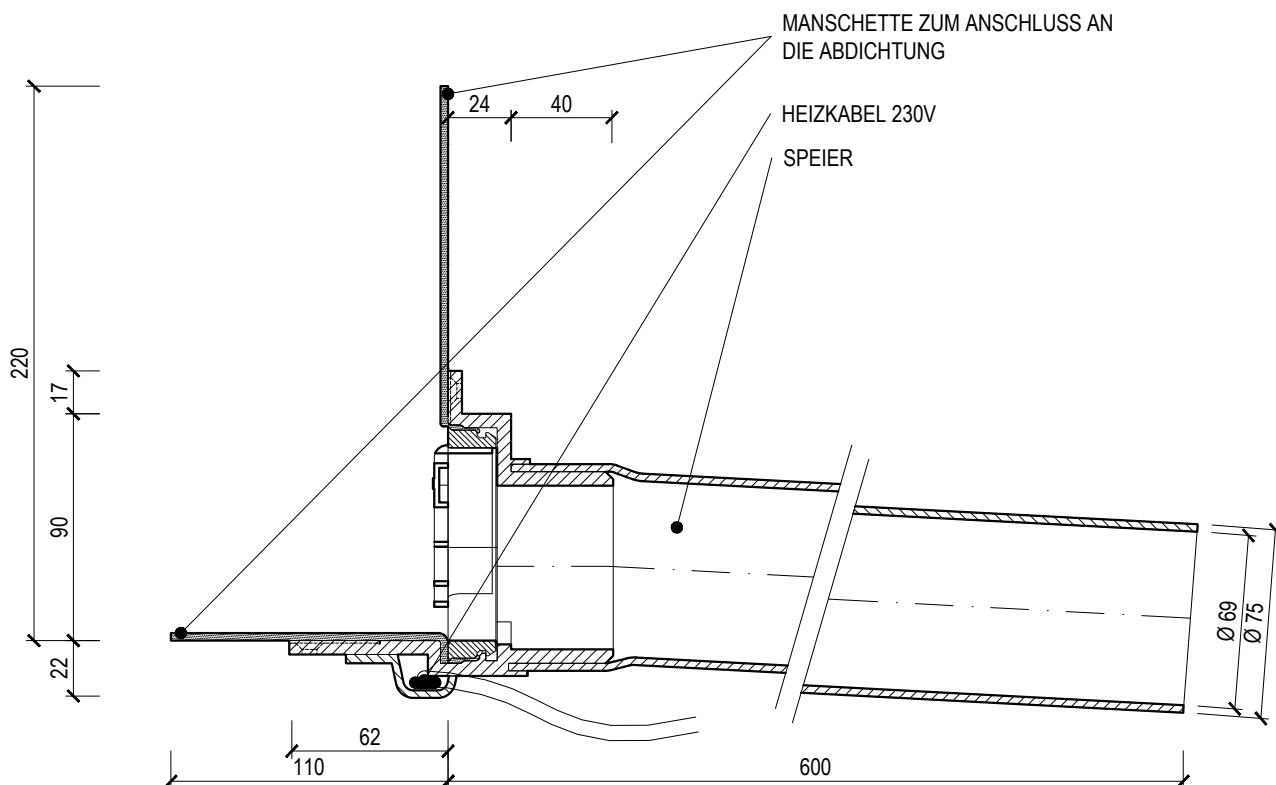 MANSCHETTE ZUM ANSCHLUSS AN
DIE ABDICHTUNG
24
40
HEIZKABEL 230V
SPEIER
220
17
90
22
Ø 69
Ø 75
62
110
600